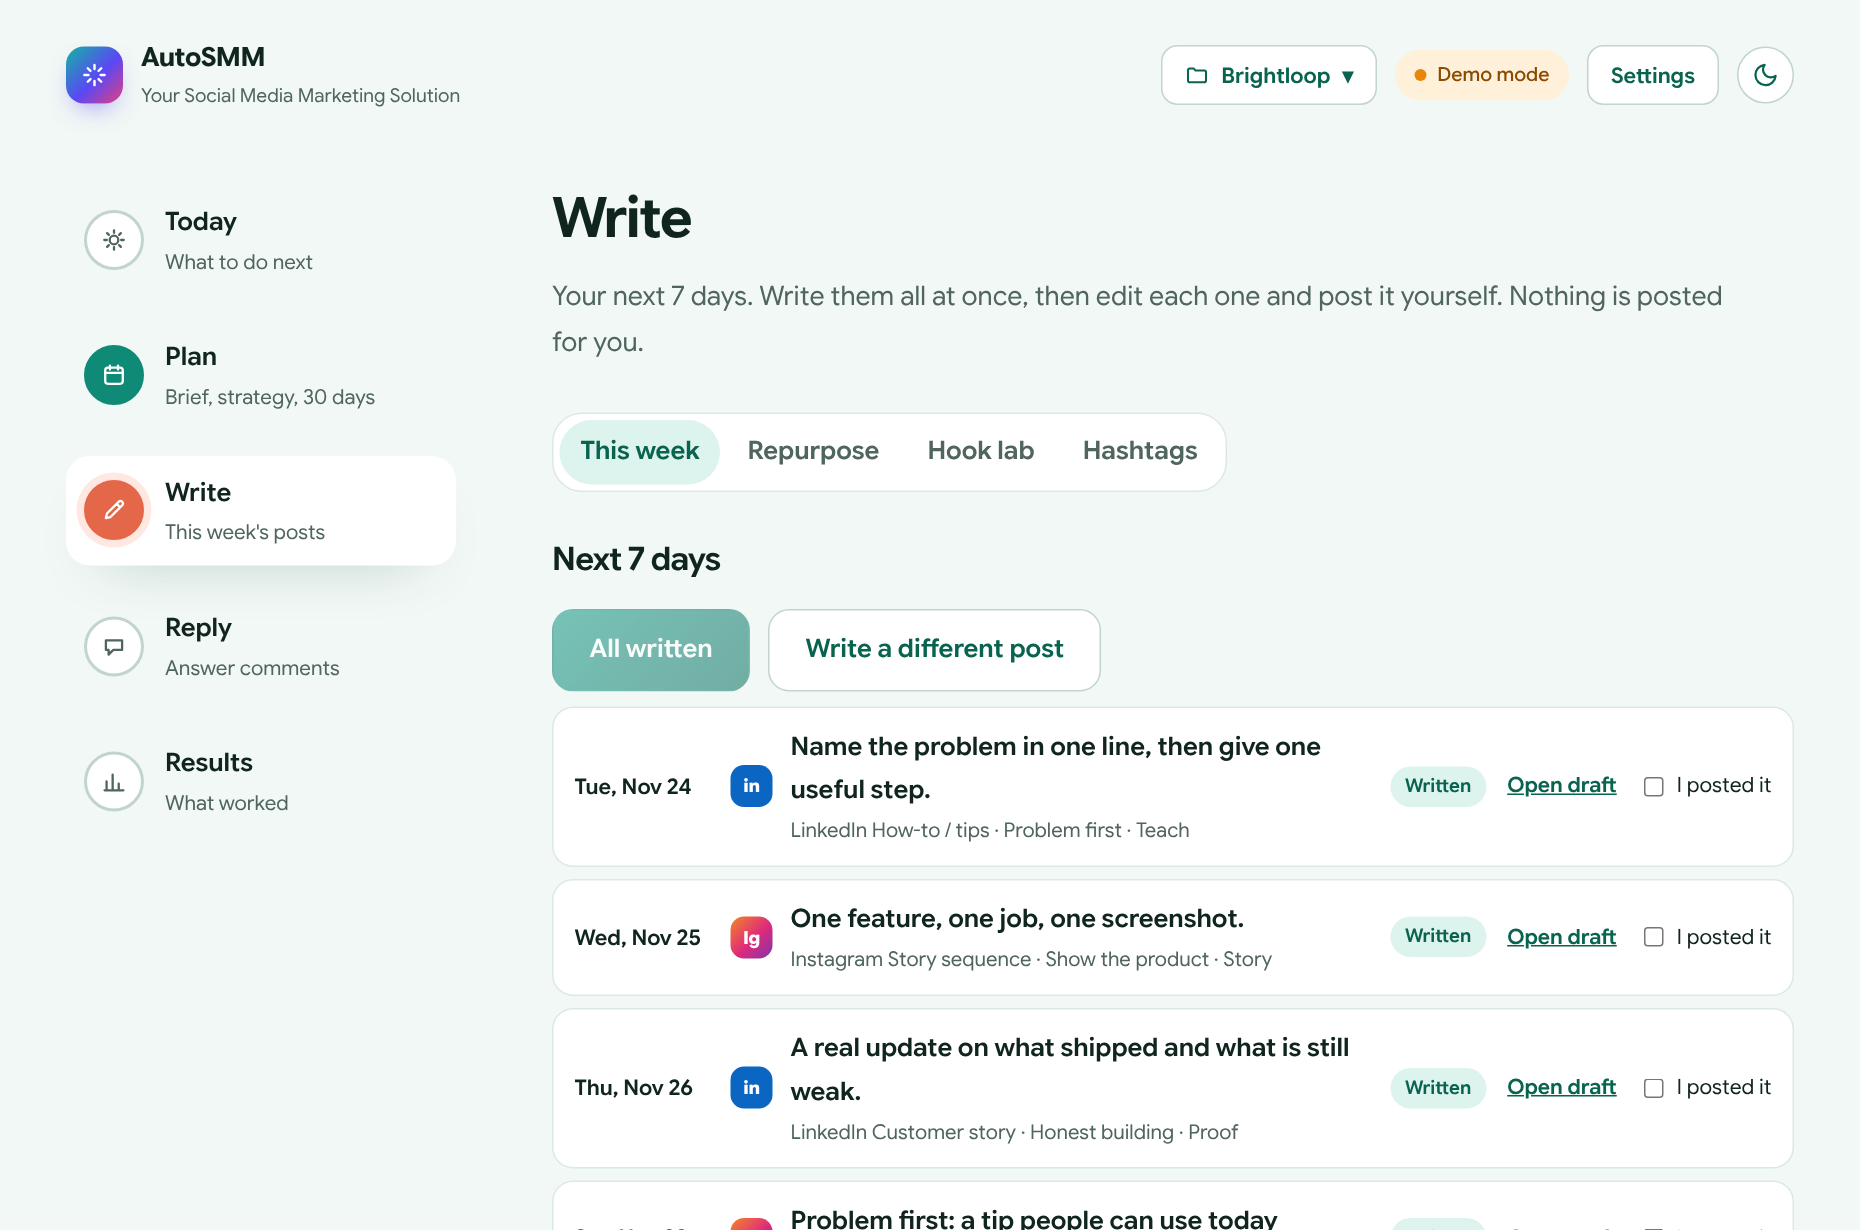 AutoSMM
Your Social Media Marketing Solution
Brightloop ▼
Demo mode
Settings
Today
What to do next
Plan
Brief, strategy, 30 days
Write
This week's posts
Reply
Answer comments
Results
What worked
Write
Your next 7 days. Write them all at once, then edit each one and post it yourself. Nothing is posted
for you.
This week
Repurpose
Hook lab
Hashtags
Next 7 days
All written
Write a different post
Tue, Nov 24
in
Name the problem in one line, then give one
useful step.
LinkedIn How-to / tips · Problem first · Teach
Written
Open draft
I posted it
Wed, Nov 25
Ig
One feature, one job, one screenshot.
Instagram Story sequence · Show the product · Story
Written
Open draft
I posted it
Thu, Nov 26
in
A real update on what shipped and what is still
weak.
LinkedIn Customer story · Honest building · Proof
Written
Open draft
I posted it
Problem first: a tip people can use today